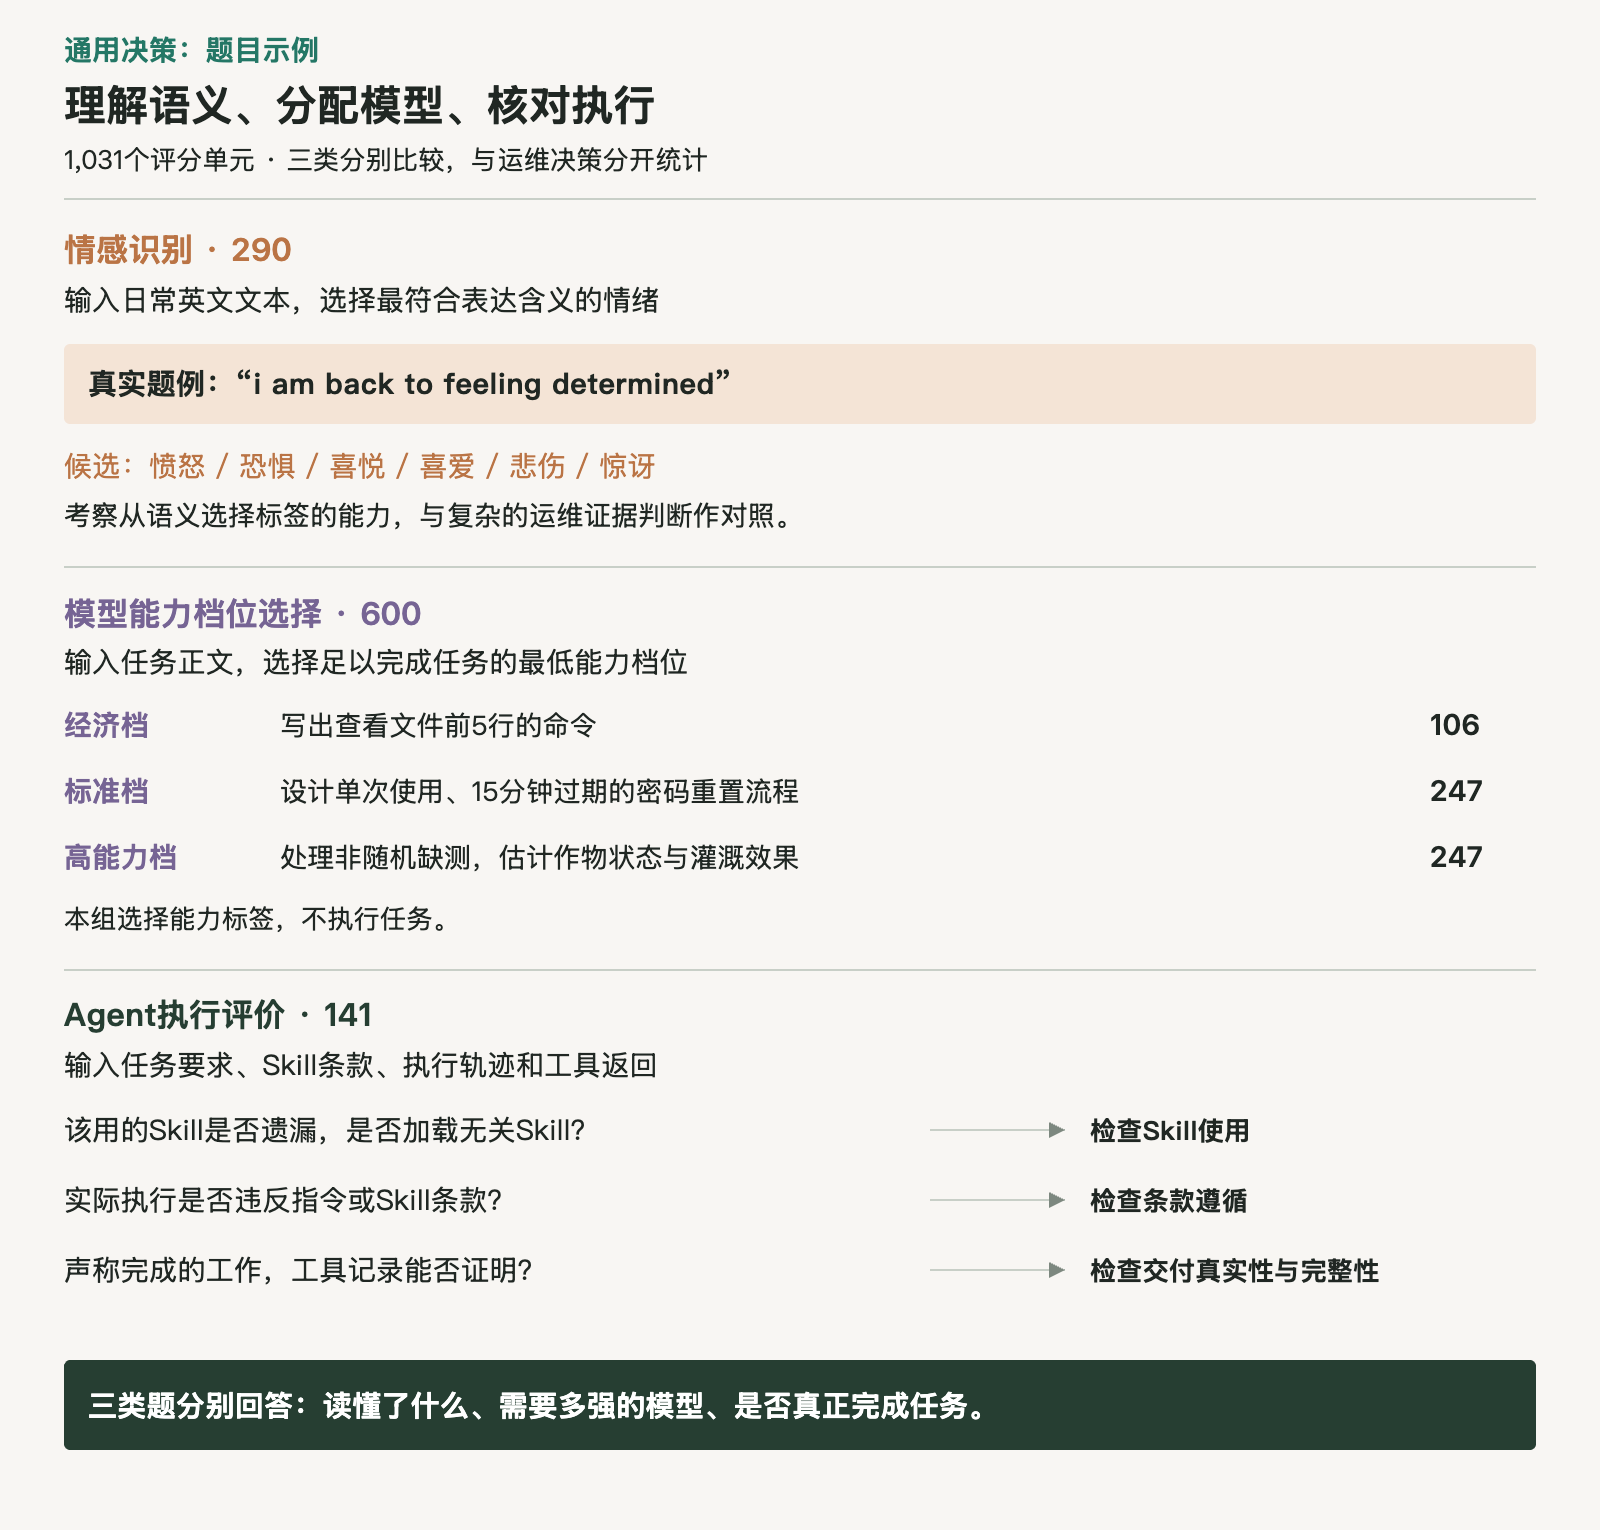 通用决策：题目示例
理解语义、分配模型、核对执行
1,031个评分单元 · 三类分别比较，与运维决策分开统计
情感识别 · 290
输入日常英文文本，选择最符合表达含义的情绪
真实题例：“i am back to feeling determined”
候选：愤怒 / 恐惧 / 喜悦 / 喜爱 / 悲伤 / 惊讶
考察从语义选择标签的能力，与复杂的运维证据判断作对照。
模型能力档位选择 · 600
输入任务正文，选择足以完成任务的最低能力档位
经济档 写出查看文件前5行的命令 106
标准档 设计单次使用、15分钟过期的密码重置流程 247
高能力档 处理非随机缺测，估计作物状态与灌溉效果 247
本组选择能力标签，不执行任务。
Agent执行评价 · 141
输入任务要求、Skill条款、执行轨迹和工具返回
该用的Skill是否遗漏，是否加载无关Skill? 检查Skill使用
实际执行是否违反指令或Skill条款? 检查条款遵循
声称完成的工作，工具记录能否证明? 检查交付真实性与完整性
三类题分别回答：读懂了什么、需要多强的模型、是否真正完成任务。